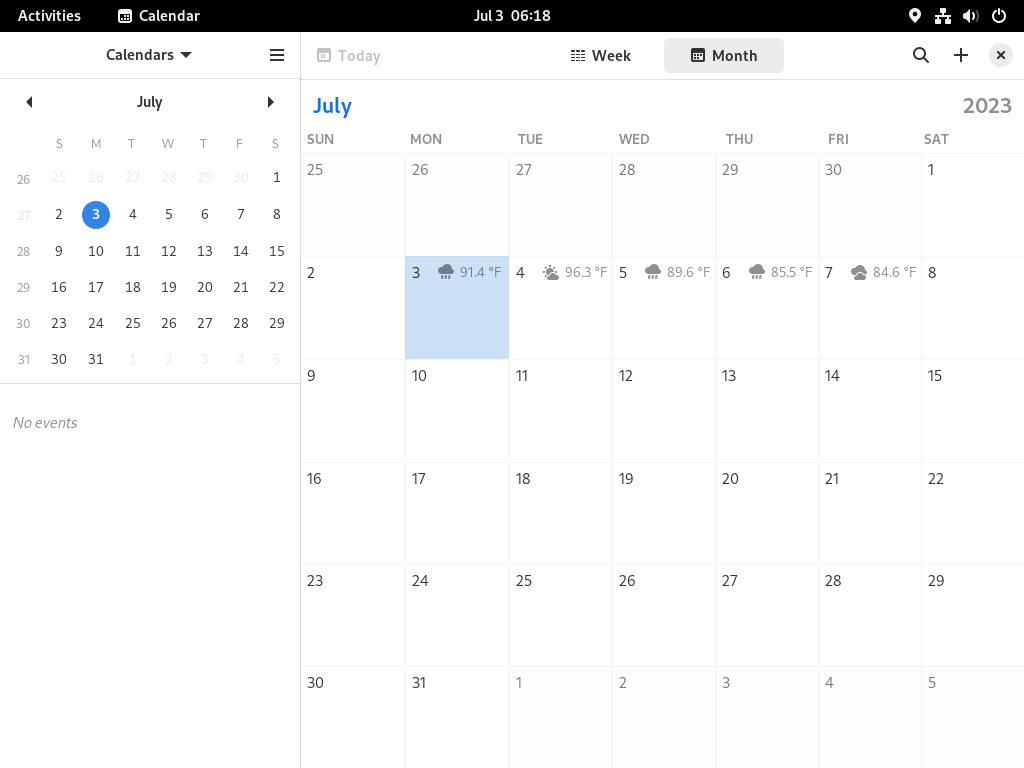 Activities Calendar Jul 3 06:18
Calendars Today Week Month
July
S M T W T F S
26 25 26 27 28 29 30 1
27 2 3 4 5 6 7 8
28 9 10 11 12 13 14 15
29 16 17 18 19 20 21 22
30 23 24 25 26 27 28 29
31 30 31 1 2 3 4 5
No events
July 2023
SUN MON TUE WED THU FRI SAT
25 26 27 28 29 30 1
2 3 91.4 °F 4 96.3 °F 5 89.6 °F 6 85.5 °F 7 84.6 °F 8
9 10 11 12 13 14 15
16 17 18 19 20 21 22
23 24 25 26 27 28 29
30 31 1 2 3 4 5